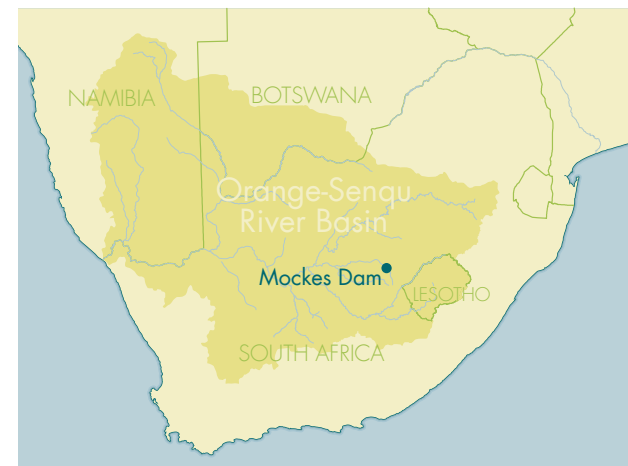 NAMIBIA
BOTSWANA
Orange-Senqu
River Basin
Mockes Dam
LESOTHO
SOUTH AFRICA